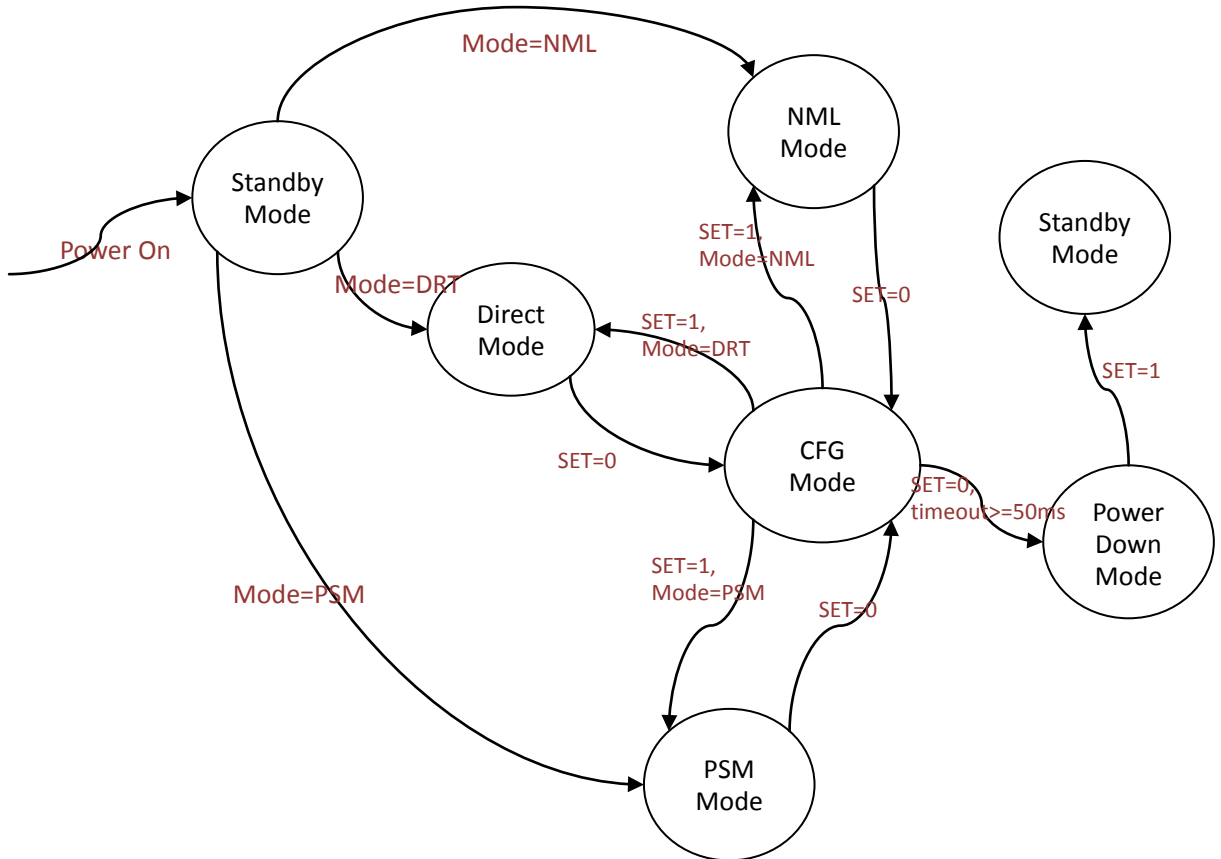 Mode=NML
NML
Mode
Standby
Mode
Standby
Mode
Power On
SET=1,
Mode=NML
Mode=DRT
SET=0
Direct
Mode
SET=1,
Mode=DRT
SET=1
SET=0
CFG
Mode
SET=0,
timeout>=50ms
Power
Down
Mode
SET=1,
Mode=PSM
Mode=PSM
SET=0
PSM
Mode